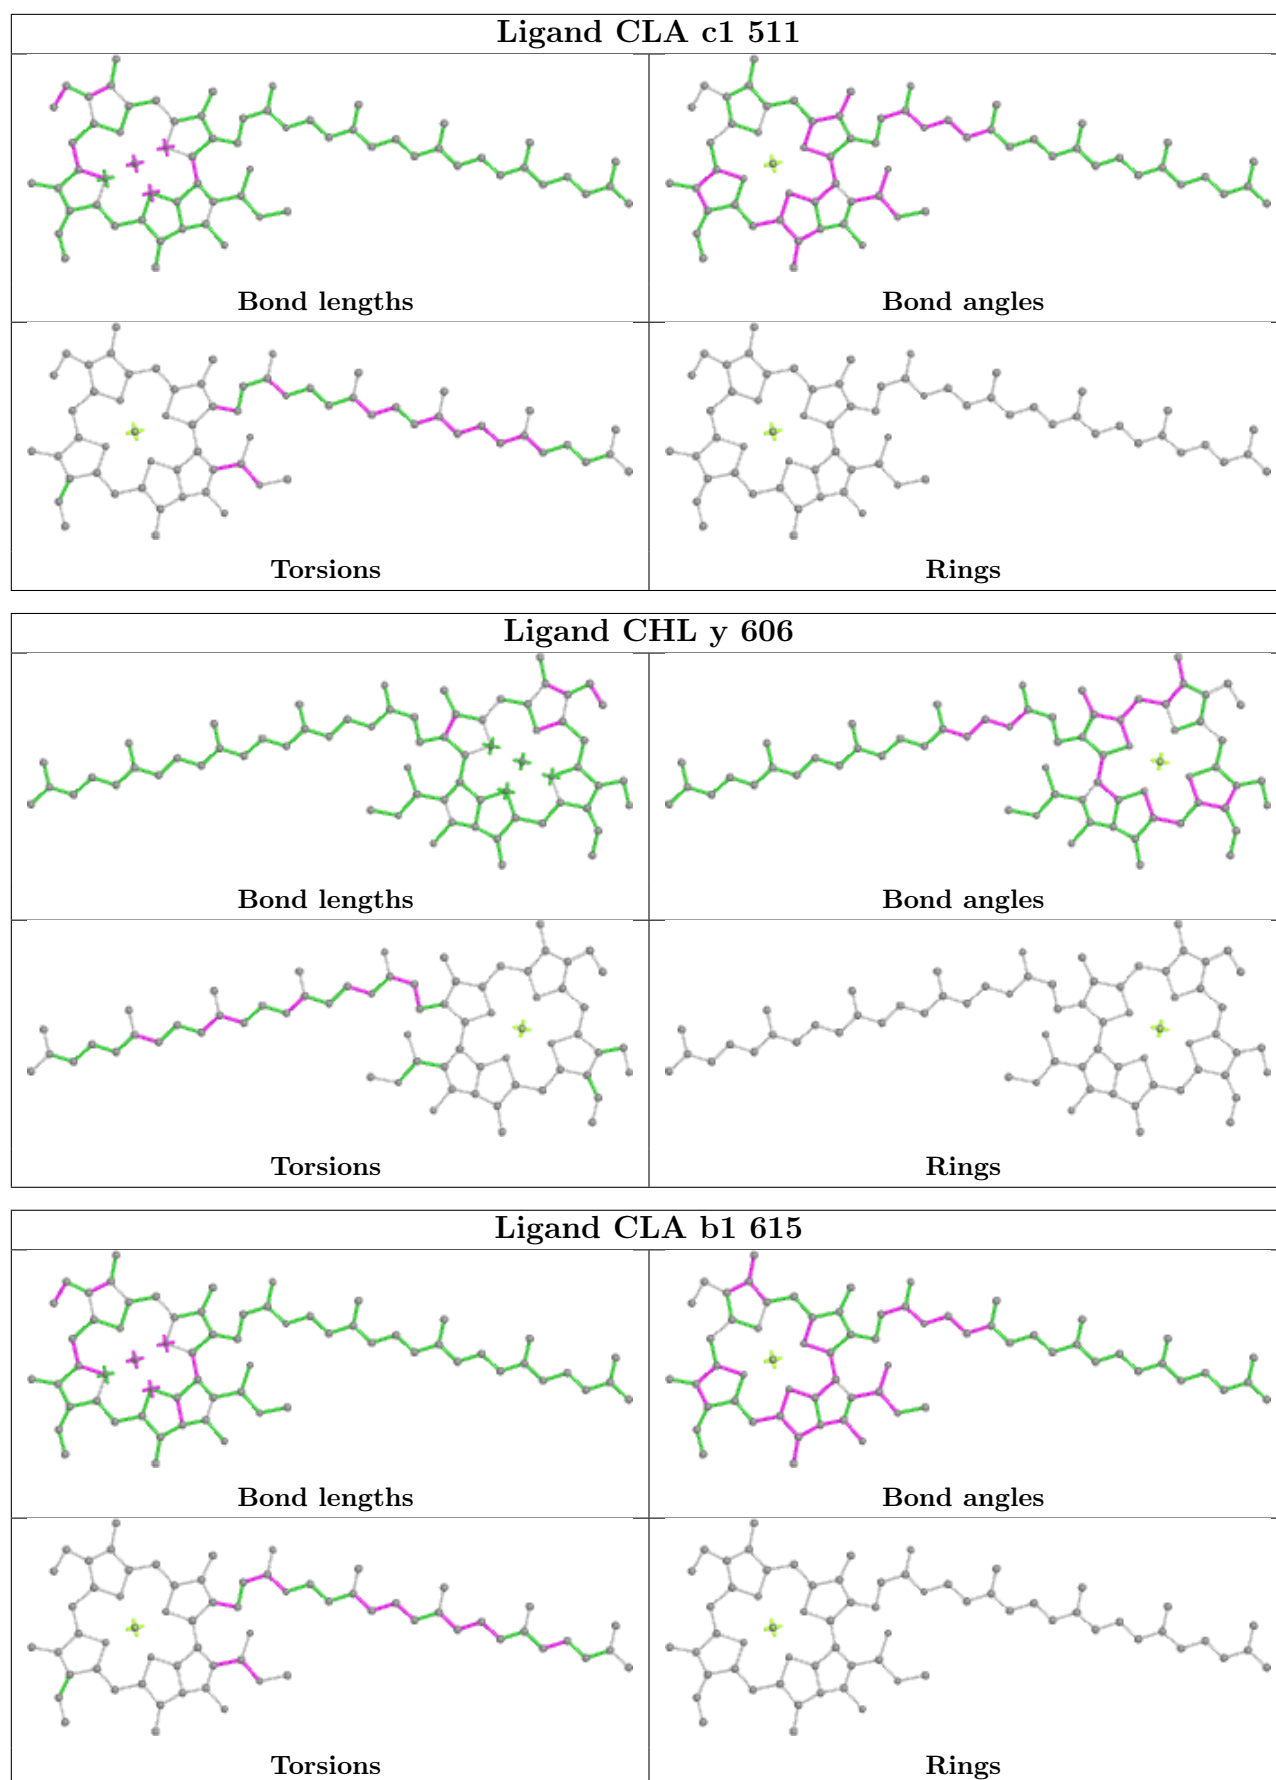 Ligand CLA c1 511
Bond lengths
Bond angles
Torsions
Rings
Ligand CHL y 606
Bond lengths
Bond angles
Torsions
Rings
Ligand CLA b1 615
Bond lengths
Bond angles
Torsions
Rings